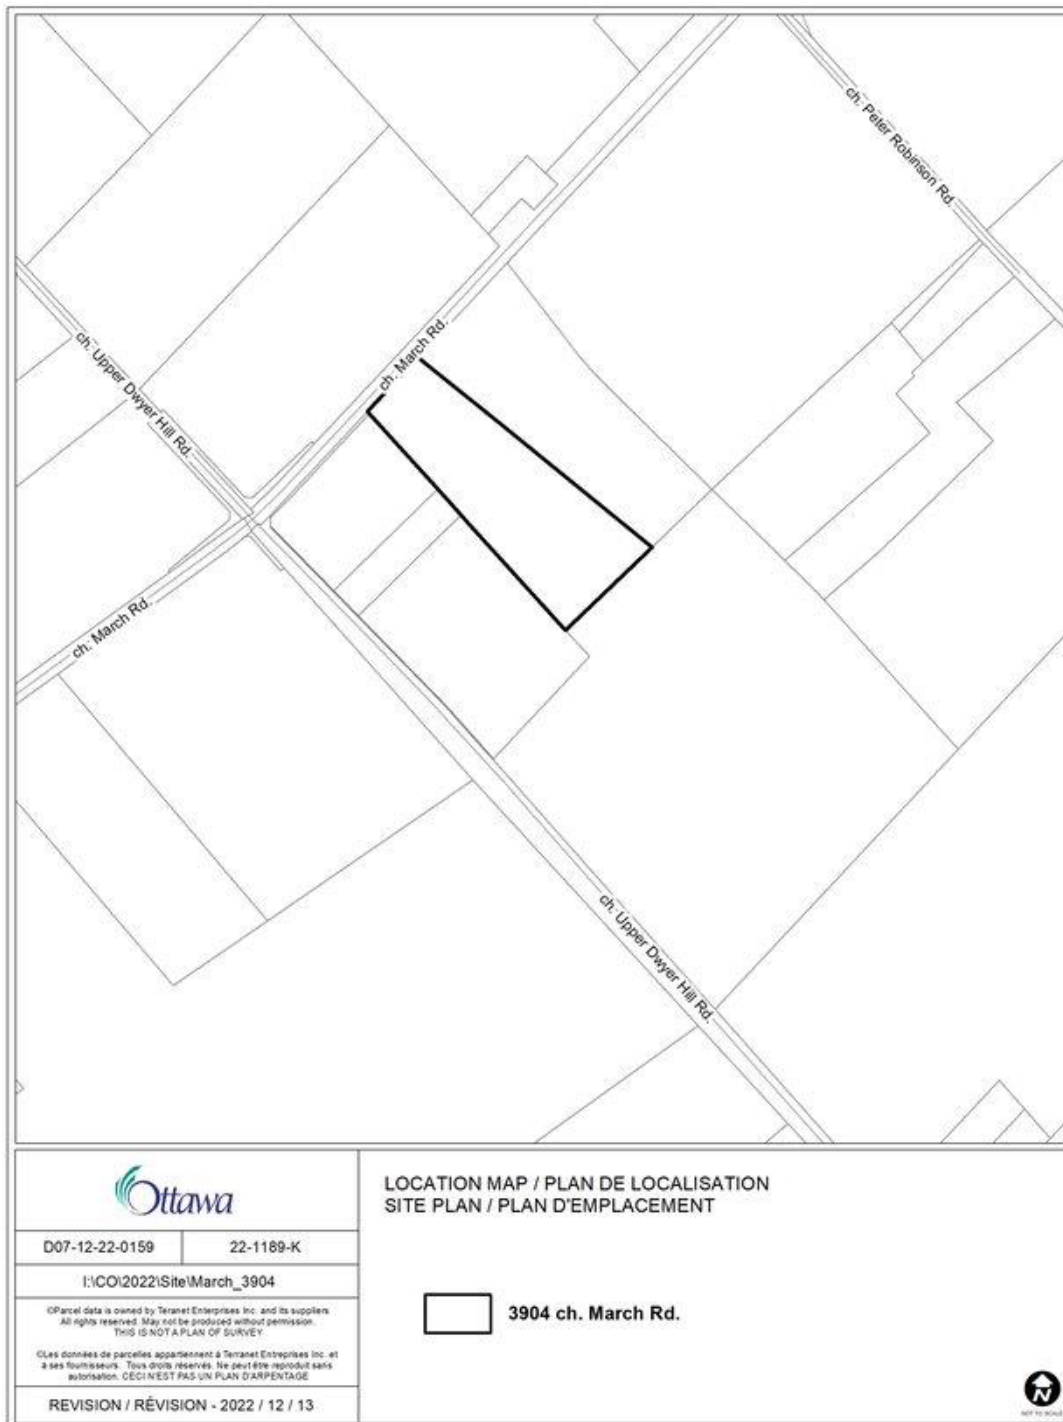 ch. Peter Robinson Rd.
ch. March Rd.
ch. Upper Dwyer Hill Rd.
ch. March Rd.
ch. Upper Dwyer Hill Rd.
Ottawa
D07-12-22-0159
22-1189-K
I:\CO\2022\Site\March_3904
©Parcel data is owned by Teranet Enterprises Inc. and its suppliers
All rights reserved. May not be produced without permission.
THIS IS NOT A PLAN OF SURVEY
©Les données de parcelles appartiennent à Terranet Entreprises Inc. et
à ses fournisseurs. Tous droits réservés. Ne peut être reproduit sans
autorisation. CECI N'EST PAS UN PLAN D'ARPENTAGE
REVISION / RÉVISION - 2022 / 12 / 13
LOCATION MAP / PLAN DE LOCALISATION
SITE PLAN / PLAN D'EMPLACEMENT
3904 ch. March Rd.
N
NOT TO SCALE